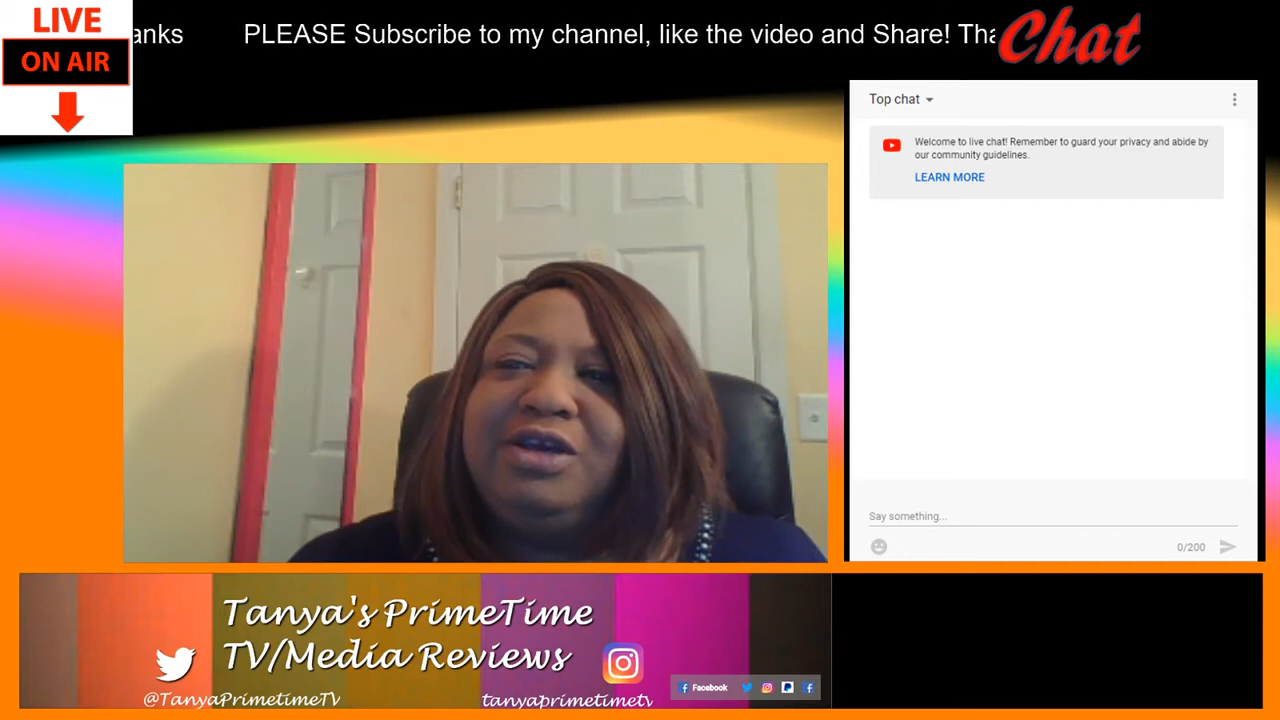 LIVE
ON AIR
anks PLEASE Subscribe to my channel, like the video and Share! Tha
Chat
Top chat
Welcome to live chat! Remember to guard your privacy and abide by
our community guidelines.
LEARN MORE
Say something...
0/200
Tanya's PrimeTime
TV/Media Reviews
@TanyaPrimetimeTV
tanyaprimetimetv
Facebook